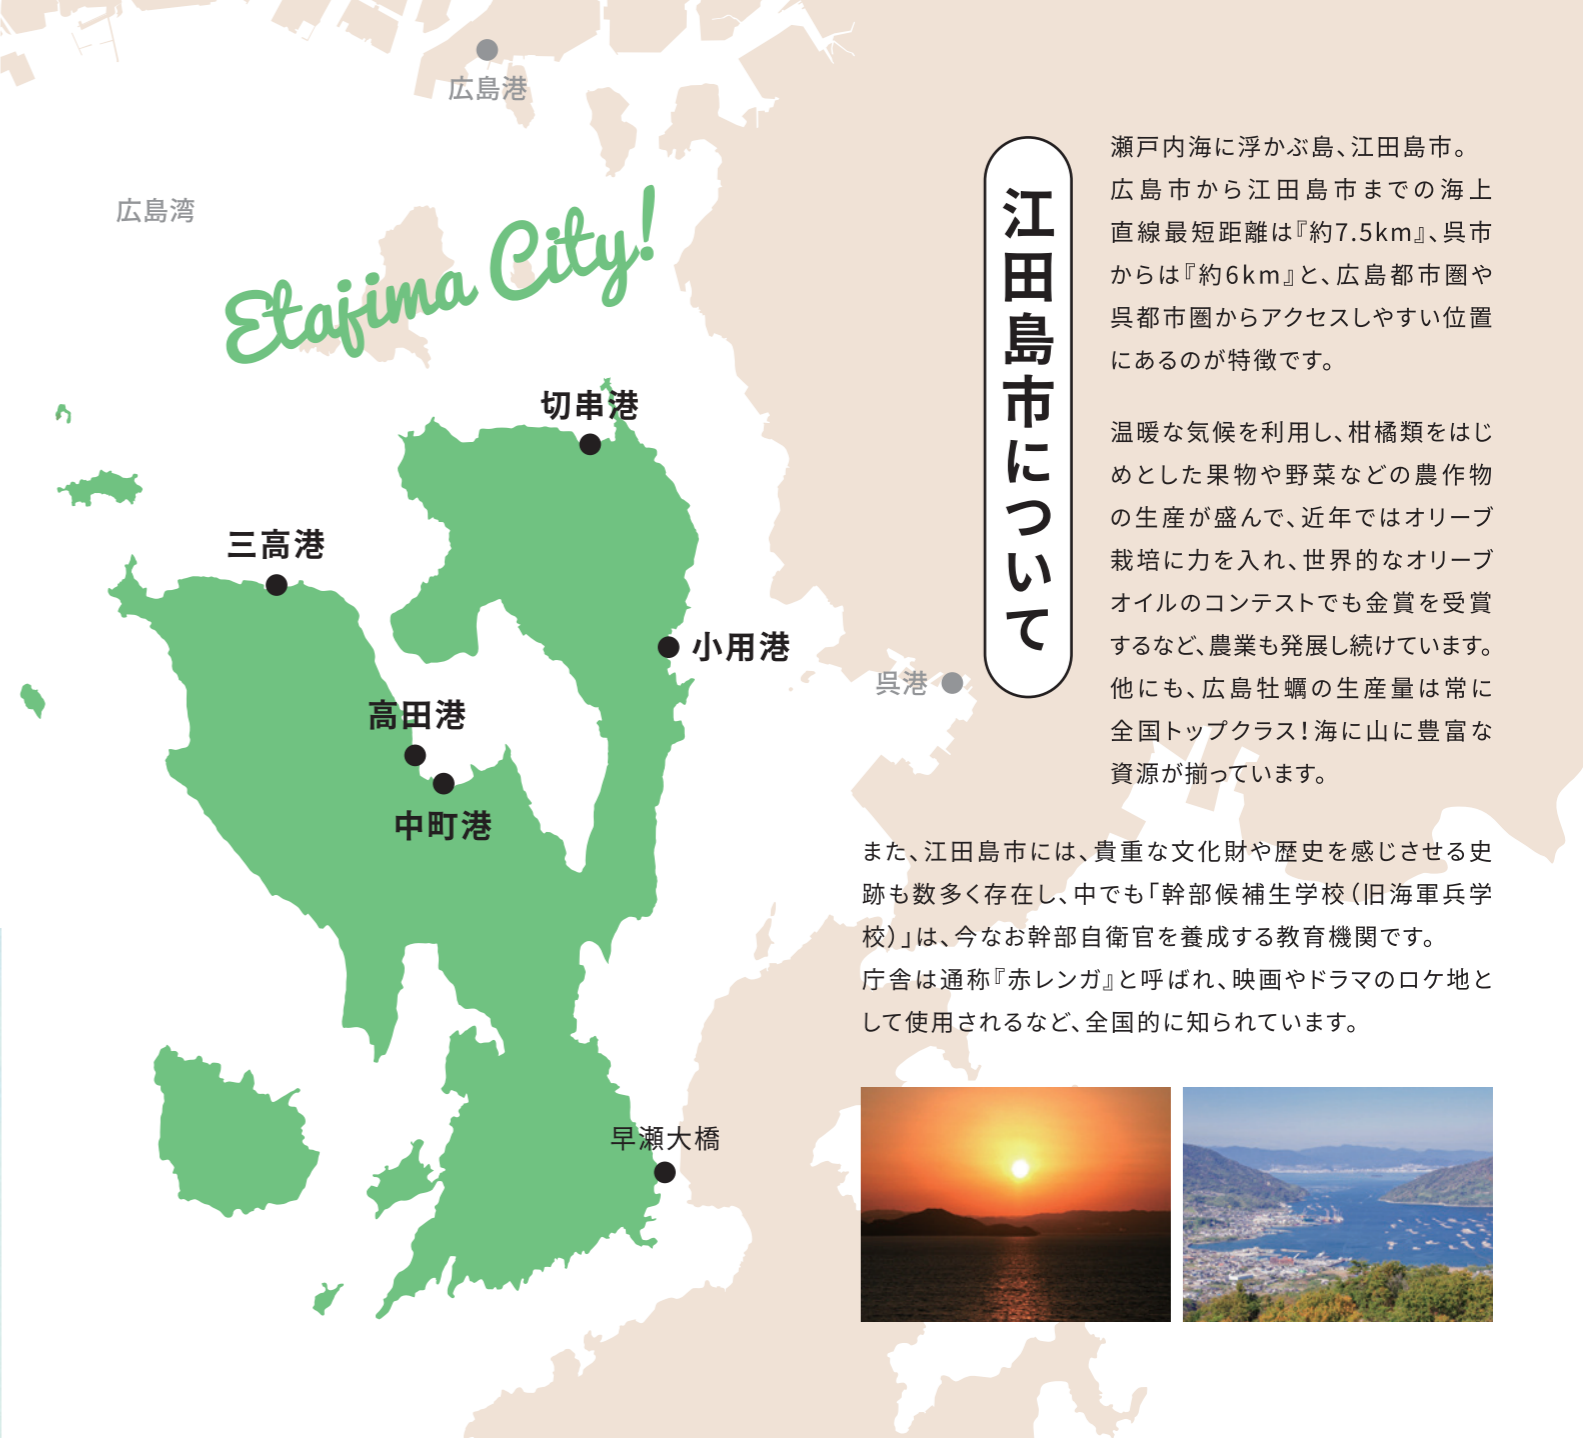 広島港
広島湾
Etajima City!
切串港
三高港
小用港
高田港
中町港
呉港
早瀬大橋
江田島市について
瀬戸内海に浮かぶ島、江田島市。
広島市から江田島市までの海上
直線最短距離は『約7.5km』、呉市
からは『約6km』と、広島都市圏や
呉都市圏からアクセスしやすい位置
にあるのが特徴です。
温暖な気候を利用し、柑橘類をはじ
めとした果物や野菜などの農作物
の生産が盛んで、近年ではオリーブ
栽培に力を入れ、世界的なオリーブ
オイルのコンテストでも金賞を受賞
するなど、農業も発展し続けています。
他にも、広島牡蠣の生産量は常に
全国トップクラス！海に山に豊富な
資源が揃っています。
また、江田島市には、貴重な文化財や歴史を感じさせる史
跡も数多く存在し、中でも「幹部候補生学校（旧海軍兵学
校）」は、今なお幹部自衛官を養成する教育機関です。
庁舎は通称『赤レンガ』と呼ばれ、映画やドラマのロケ地と
して使用されるなど、全国的に知られています。